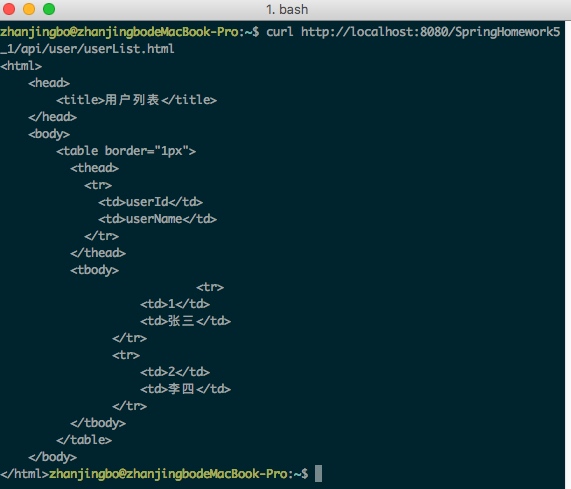 1. bash
zhanjingbo@zhanjingbodeMacBook-Pro:~$ curl http://localhost:8080/SpringHomework5
_1/api/user/userList.html
<html>
    <head>
        <title>用户列表</title>
    </head>
    <body>
        <table border="1px">
          <thead>
            <tr>
              <td>userId</td>
              <td>userName</td>
            </tr>
          </thead>
          <tbody>
                            <tr>
                    <td>1</td>
                    <td>张三</td>
                </tr>
                <tr>
                    <td>2</td>
                    <td>李四</td>
                </tr>
          </tbody>
        </table>
    </body>
</html>zhanjingbo@zhanjingbodeMacBook-Pro:~$